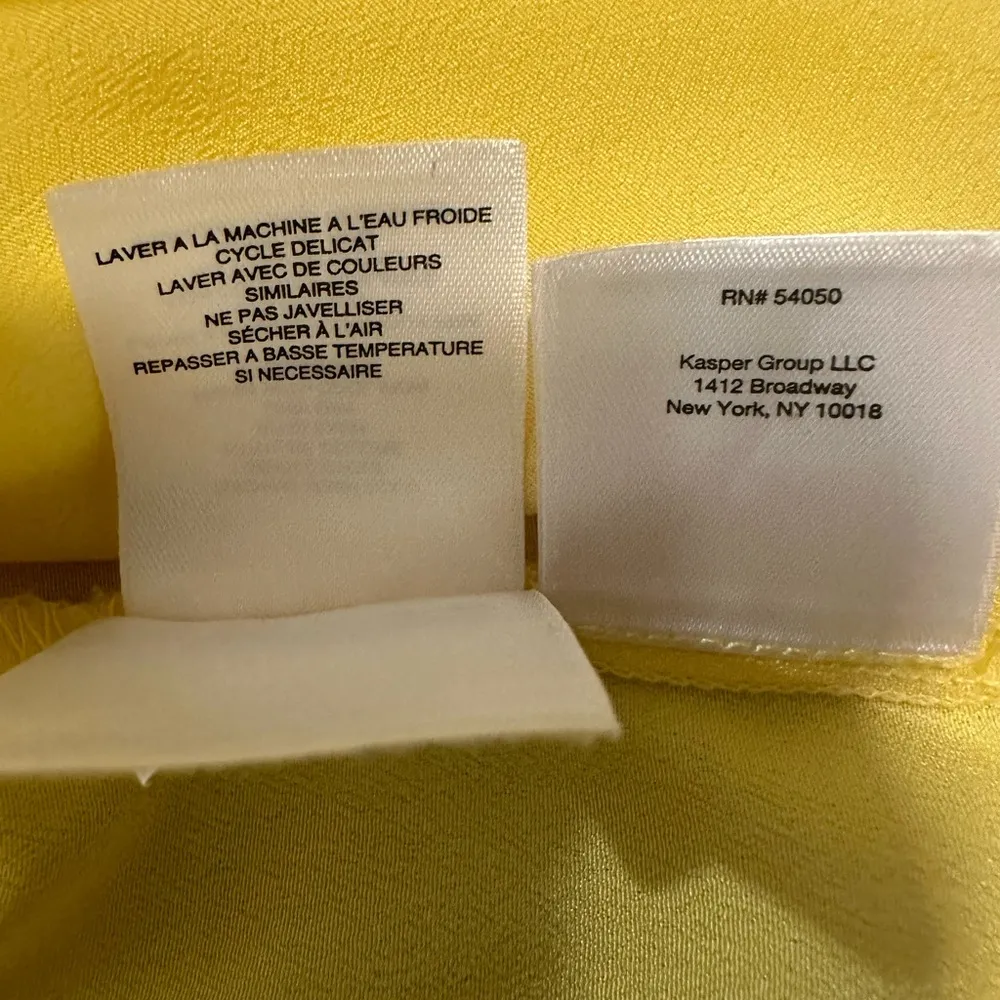 LAVER A LA MACHINE A L'EAU FROIDE
CYCLE DELICAT
LAVER AVEC DE COULEURS
SIMILAIRES
NE PAS JAVELLISER
SÉCHER À L'AIR
REPASSER A BASSE TEMPERATURE
SI NECESSAIRE
RN# 54050
Kasper Group LLC
1412 Broadway
New York, NY 10018